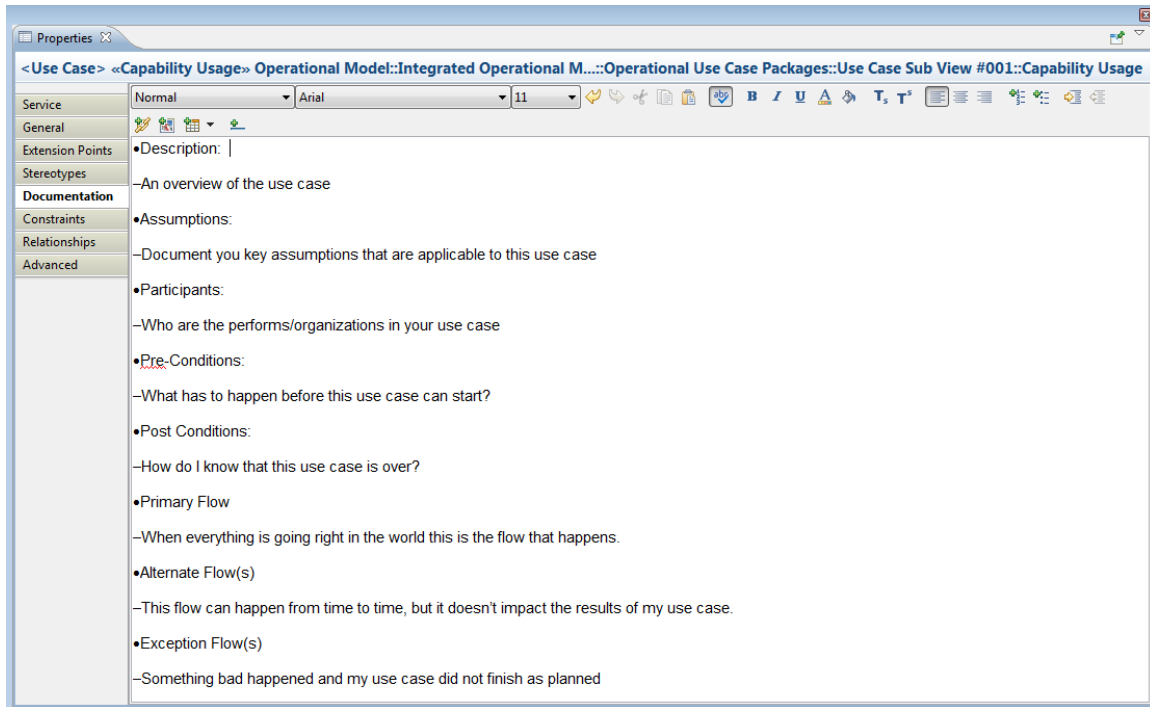 Properties
<Use Case> «Capability Usage» Operational Model::Integrated Operational M...::Operational Use Case Packages::Use Case Sub View #001::Capability Usage
Service
General
Extension Points
Stereotypes
Documentation
Constraints
Relationships
Advanced
Normal Arial 11
•Description:
–An overview of the use case
•Assumptions:
–Document you key assumptions that are applicable to this use case
•Participants:
–Who are the performs/organizations in your use case
•Pre-Conditions:
–What has to happen before this use case can start?
•Post Conditions:
–How do I know that this use case is over?
•Primary Flow
–When everything is going right in the world this is the flow that happens.
•Alternate Flow(s)
–This flow can happen from time to time, but it doesn't impact the results of my use case.
•Exception Flow(s)
–Something bad happened and my use case did not finish as planned